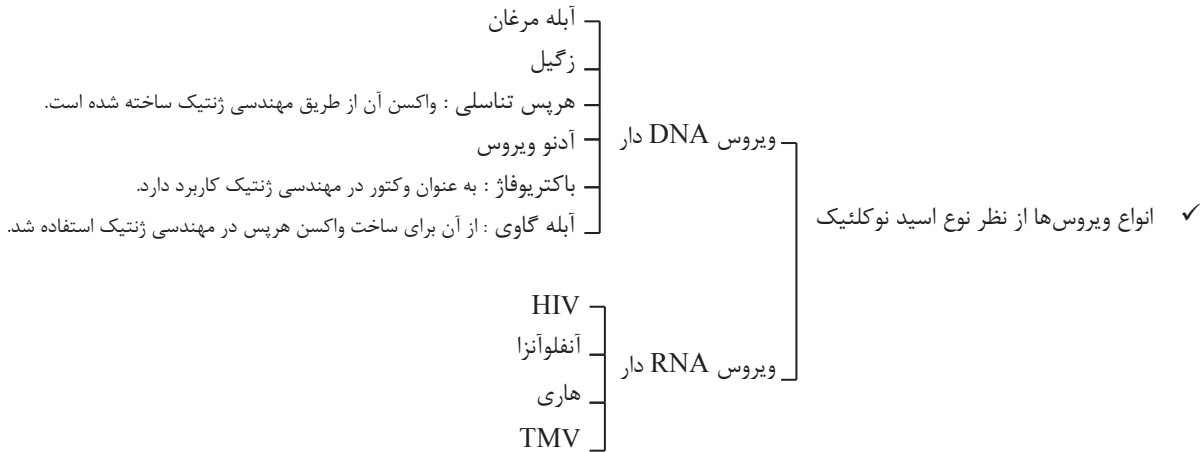 ✓ انواع ویروس‌ها از نظر نوع اسید نوکلئیک
ویروس DNA دار
آبله مرغان
زگیل
هرپس تناسلی : واکسن آن از طریق مهندسی ژنتیک ساخته شده است.
آدنو ویروس
باکتریوفاژ : به عنوان وکتور در مهندسی ژنتیک کاربرد دارد.
آبله گاوی : از آن برای ساخت واکسن هرپس در مهندسی ژنتیک استفاده شد.
ویروس RNA دار
HIV
آنفلوآنزا
هاری
TMV